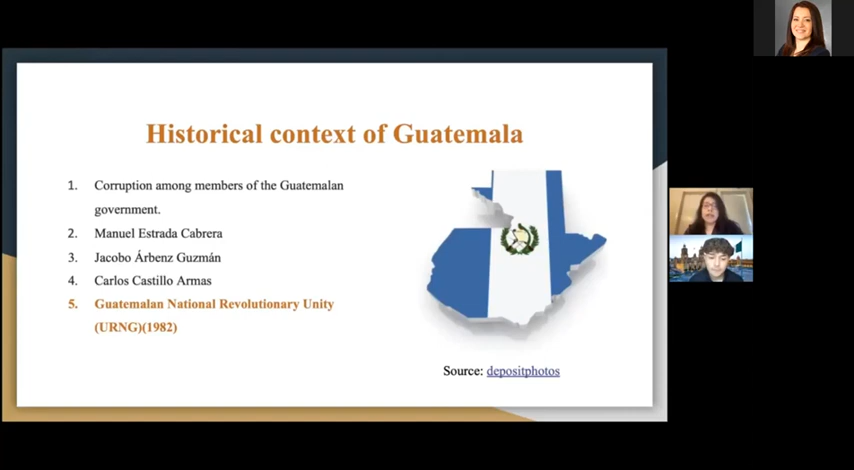 Historical context of Guatemala
1. Corruption among members of the Guatemalan
government.
2. Manuel Estrada Cabrera
3. Jacobo Árbenz Guzmán
4. Carlos Castillo Armas
5. Guatemalan National Revolutionary Unity
(URNG)(1982)
Source: depositphotos